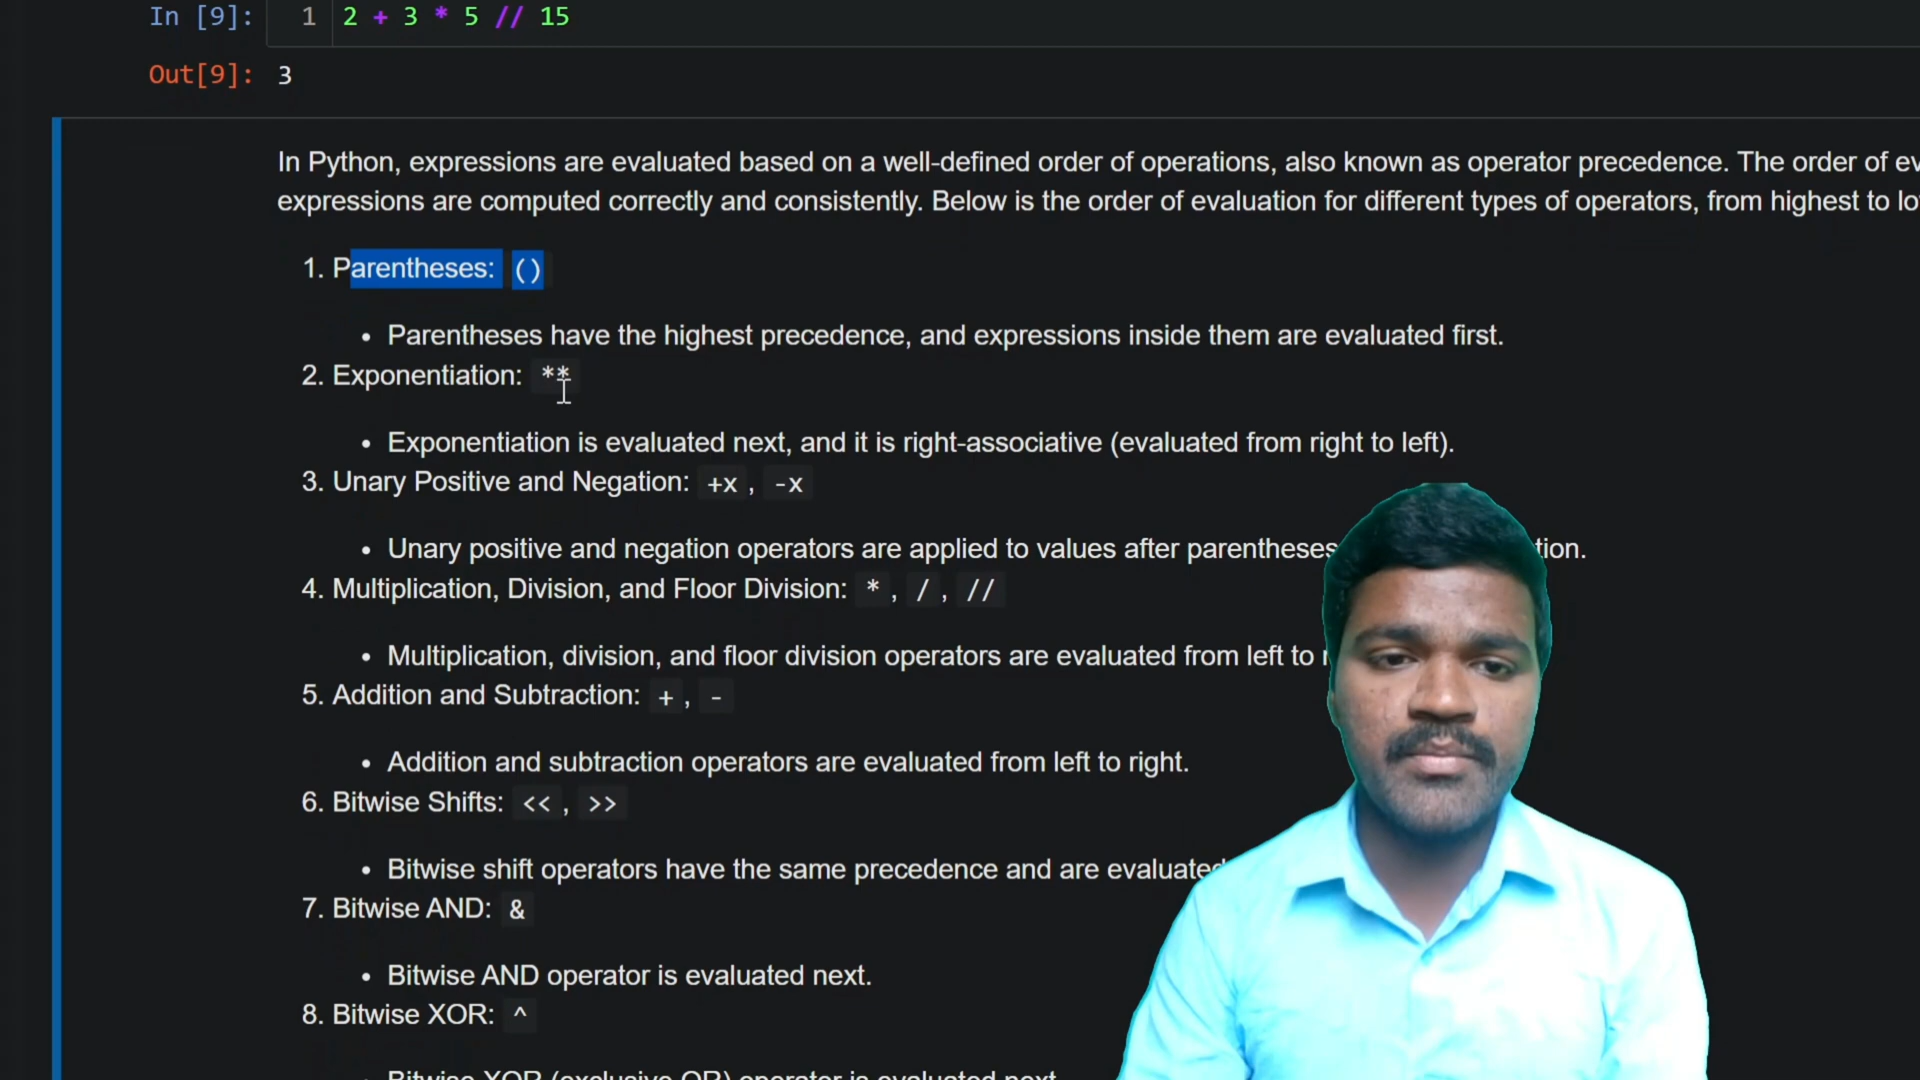 In [9]: 1 2 + 3 * 5 // 15
Out[9]: 3
In Python, expressions are evaluated based on a well-defined order of operations, also known as operator precedence. The order of
expressions are computed correctly and consistently. Below is the order of evaluation for different types of operators, from highest to
1. Parentheses: ()
• Parentheses have the highest precedence, and expressions inside them are evaluated first.
2. Exponentiation: **
• Exponentiation is evaluated next, and it is right-associative (evaluated from right to left).
3. Unary Positive and Negation: +x, -x
• Unary positive and negation operators are applied to values after parentheses
4. Multiplication, Division, and Floor Division: *, /, //
• Multiplication, division, and floor division operators are evaluated from left to
5. Addition and Subtraction: +, -
• Addition and subtraction operators are evaluated from left to right.
6. Bitwise Shifts: <<, >>
• Bitwise shift operators have the same precedence and are evaluated
7. Bitwise AND: &
• Bitwise AND operator is evaluated next.
8. Bitwise XOR: ^
• Bitwise XOR (exclusive OR) operator is evaluated next.